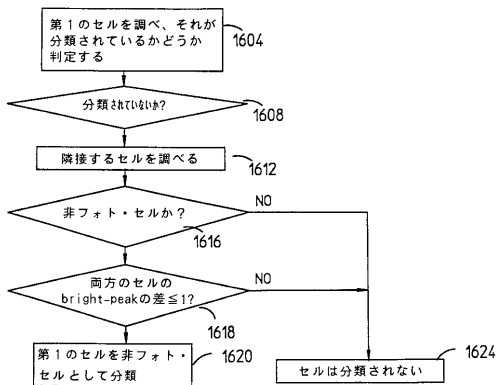 第1のセルを調べ、それが
分類されているかどうか
判定する
1604
分類されていないか?
1608
隣接するセルを調べる
1612
非フォト・セルか?
NO
1616
両方のセルの
bright-peakの差≦1?
NO
1618
第1のセルを非フォト・
セルとして分類
1620
セルは分類されない
1624